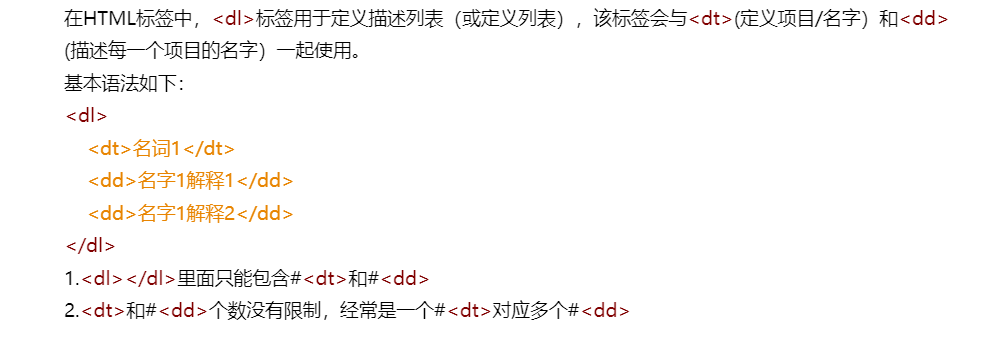 在HTML标签中，<dl>标签用于定义描述列表（或定义列表），该标签会与<dt>(定义项目/名字）和<dd>
(描述每一个项目的名字）一起使用。
基本语法如下：
<dl>
<dt>名词1</dt>
<dd>名字1解释1</dd>
<dd>名字1解释2</dd>
</dl>
1.<dl></dl>里面只能包含#<dt>和#<dd>
2.<dt>和#<dd>个数没有限制，经常是一个#<dt>对应多个#<dd>